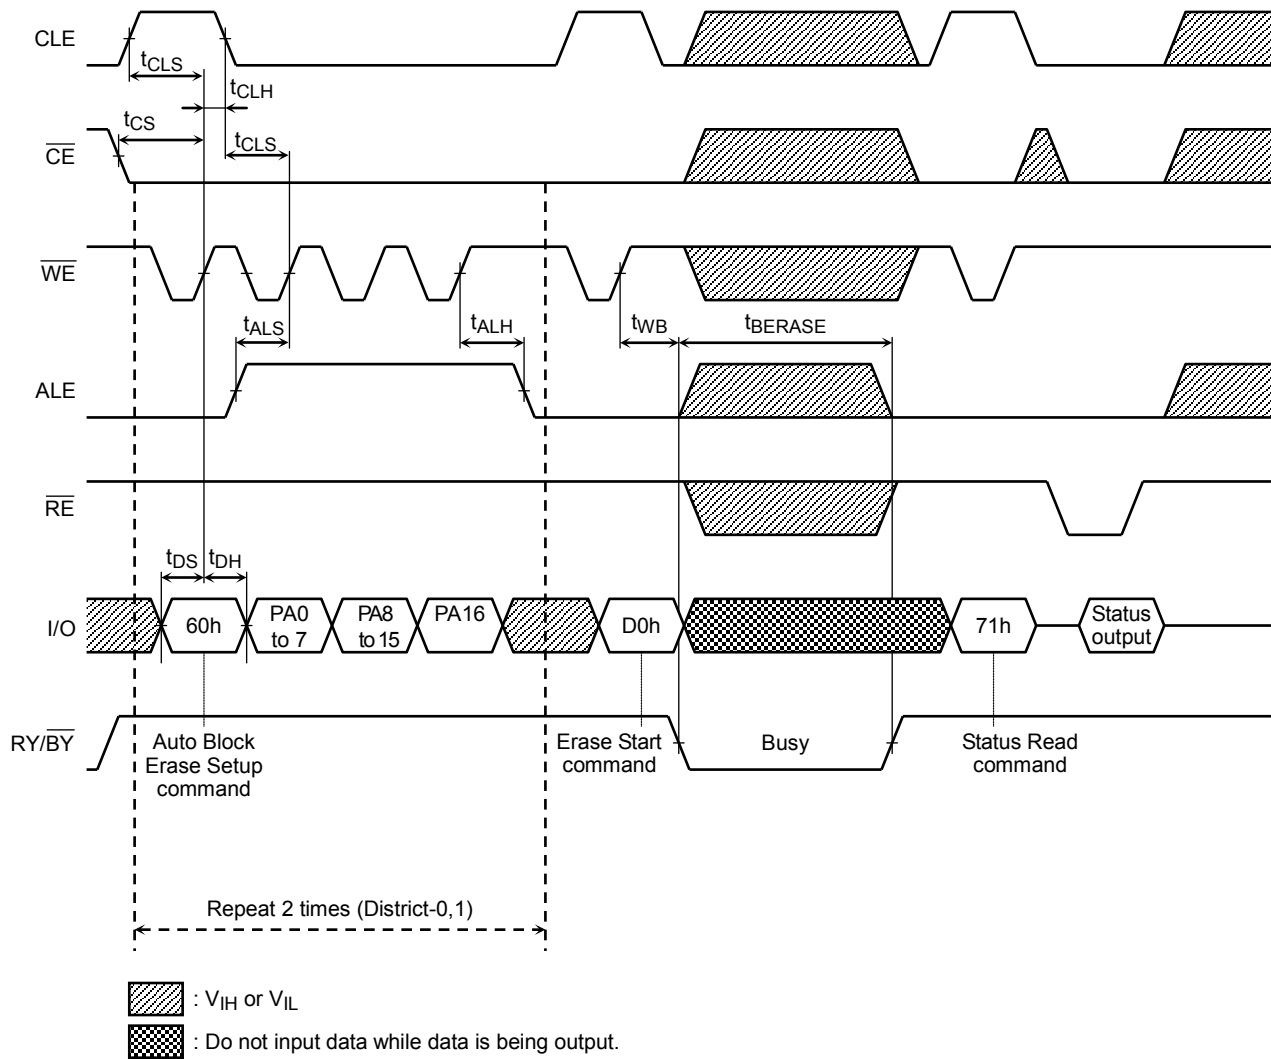 CLE
tCLS
tCLH
tCS
tCLS
CE
WE
tALS
tALH
tWB
tBERASE
ALE
RE
tDS
tDH
I/O
60h
PA0
to 7
PA8
to 15
PA16
D0h
71h
Status
output
RY/BY
Auto Block
Erase Setup
command
Erase Start
command
Busy
Status Read
command
Repeat 2 times (District-0,1)
: VIH or VIL
: Do not input data while data is being output.